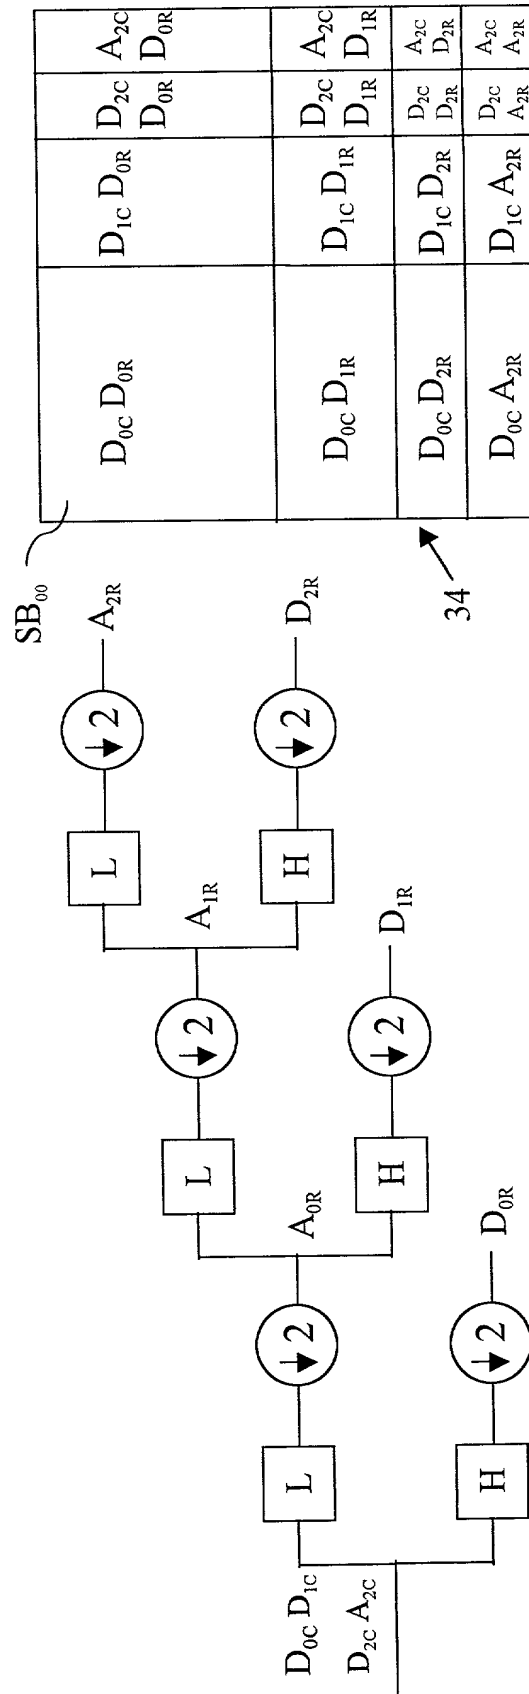 SB₀₀
D₀C D₀R
D₁C D₀R
D₂C
D₀R
A₂C
D₀R
D₀C D₁R
D₁C D₁R
D₂C
D₁R
A₂C
D₁R
D₀C D₂R
D₁C D₂R
D₂C
D₂R
A₂C
D₂R
D₀C A₂R
D₁C A₂R
D₂C
A₂R
A₂C
A₂R
34
D₀C D₁C
D₂C A₂C
L
↓2
A₀R
H
↓2
D₀R
L
↓2
A₁R
H
↓2
D₁R
L
↓2
A₂R
H
↓2
D₂R